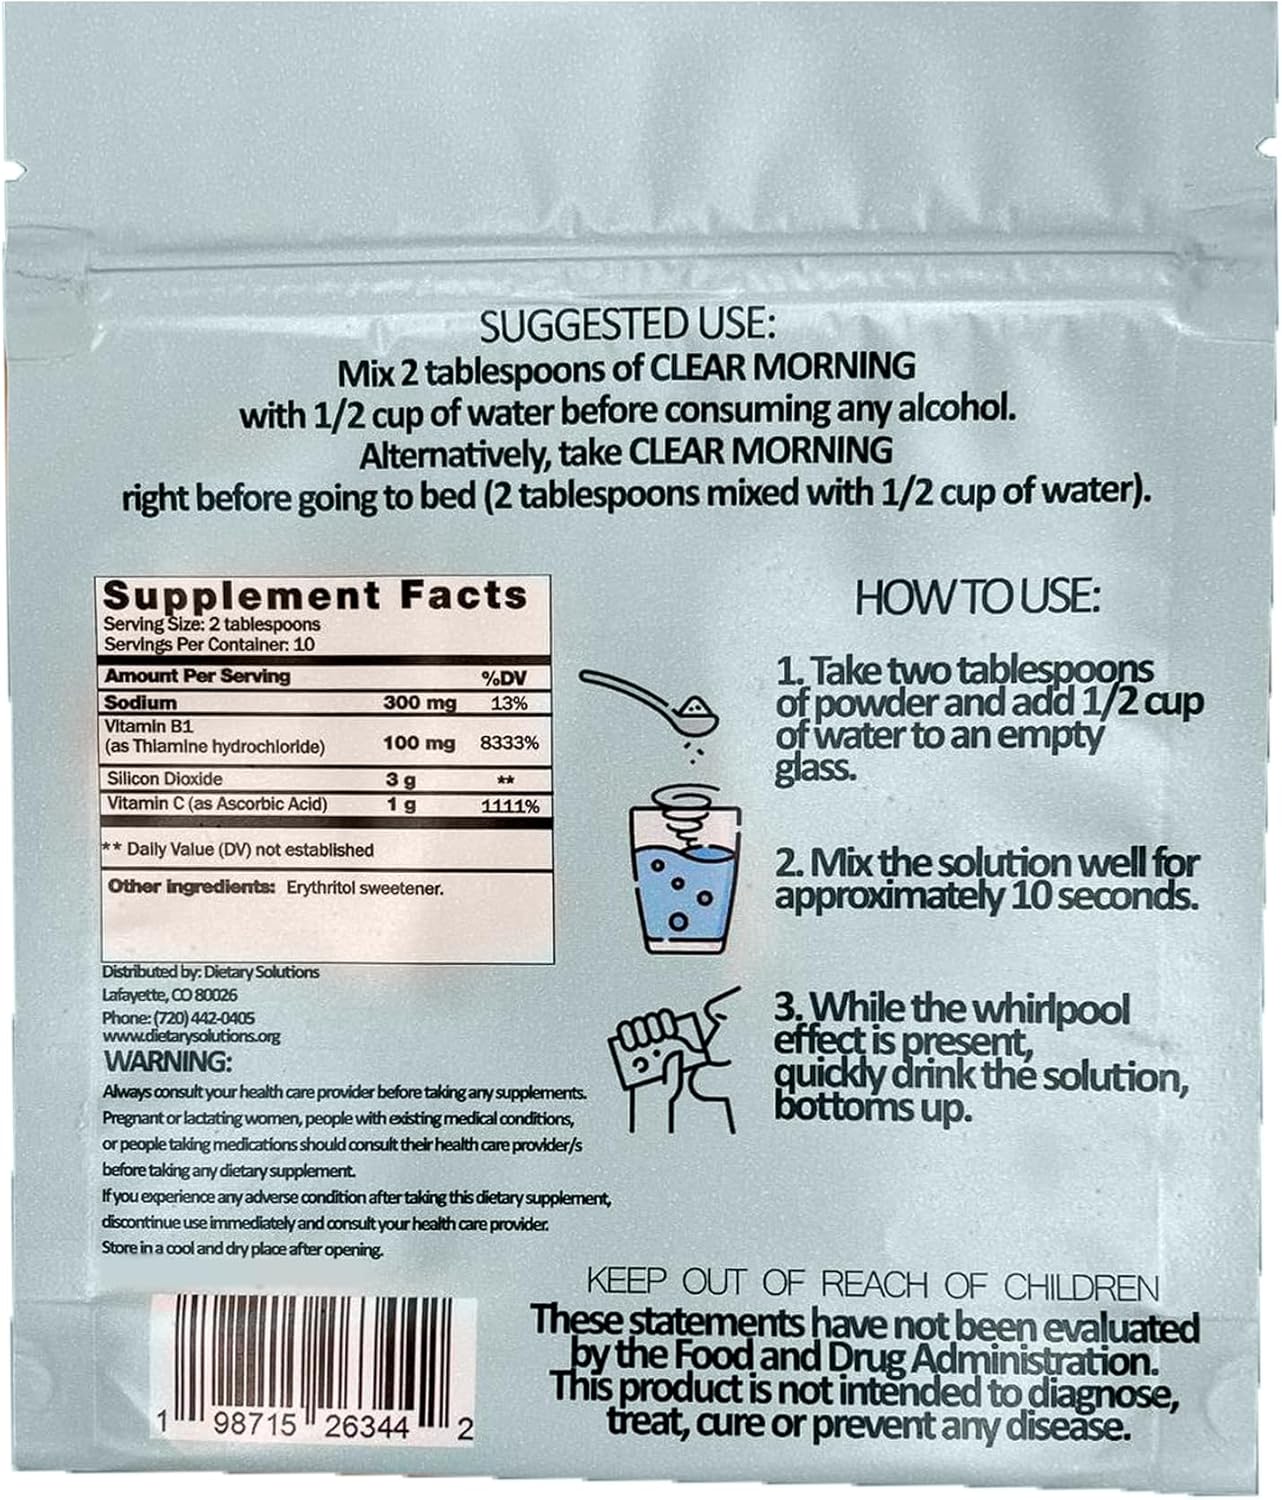 SUGGESTED USE:
Mix 2 tablespoons of CLEAR MORNING
with 1/2 cup of water before consuming any alcohol.
Alternatively, take CLEAR MORNING
right before going to bed (2 tablespoons mixed with 1/2 cup of water).
Supplement Facts
Serving Size: 2 tablespoons
Servings Per Container: 10
Amount Per Serving %DV
Sodium 300 mg 13%
Vitamin B1
(as Thiamine hydrochloride) 100 mg 8333%
Silicon Dioxide 3 g **
Vitamin C (as Ascorbic Acid) 1 g 1111%
** Daily Value (DV) not established
Other ingredients: Erythritol sweetener.
Distributed by: Dietary Solutions
Lafayette, CO 80026
Phone: (720) 442-0405
www.dietarysolutions.org
WARNING:
Always consult your health care provider before taking any supplements.
Pregnant or lactating women, people with existing medical conditions,
or people taking medications should consult their health care provider/s
before taking any dietary supplement.
If you experience any adverse condition after taking this dietary supplement,
discontinue use immediately and consult your health care provider.
Store in a cool and dry place after opening.
1 98715 26344 2
HOW TO USE:
1. Take two tablespoons
of powder and add 1/2 cup
of water to an empty
glass.
2. Mix the solution well for
approximately 10 seconds.
3. While the whirlpool
effect is present,
quickly drink the solution,
bottoms up.
KEEP OUT OF REACH OF CHILDREN
These statements have not been evaluated
by the Food and Drug Administration.
This product is not intended to diagnose,
treat, cure or prevent any disease.